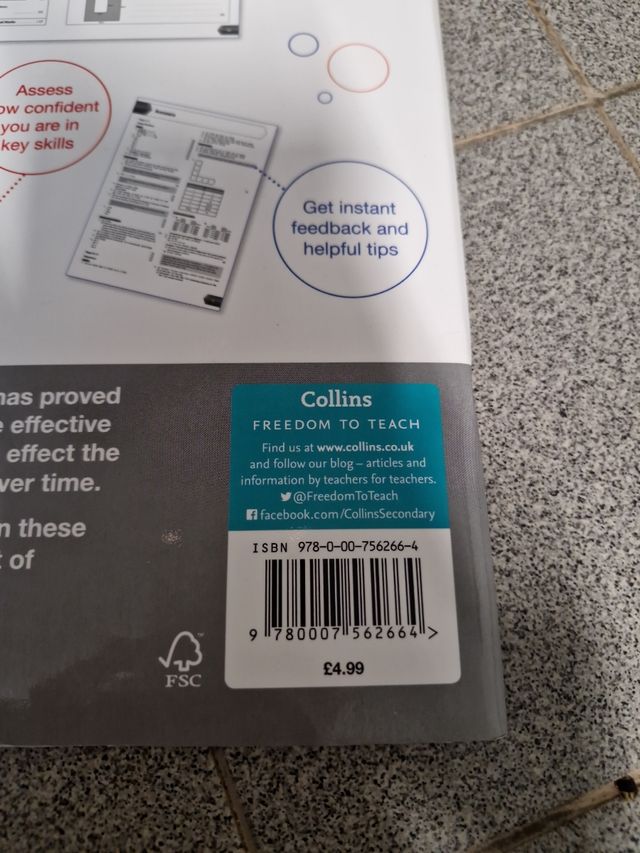 Assess
ow confident
you are in
key skills
Answers
Get instant
feedback and
helpful tips
has proved
e effective
effect the
ver time.
n these
t of
Collins
FREEDOM TO TEACH
Find us at www.collins.co.uk
and follow our blog – articles and
information by teachers for teachers.
@FreedomToTeach
facebook.com/CollinsSecondary
ISBN 978-0-00-756266-4
9 780007 562664 >
£4.99
FSC